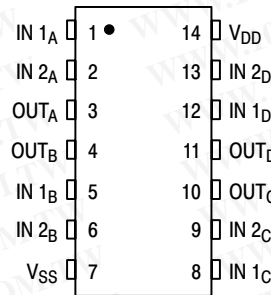 IN 1A 1 14 VDD
IN 2A 2 13 IN 2D
OUTA 3 12 IN 1D
OUTB 4 11 OUTD
IN 1B 5 10 OUTC
IN 2B 6 9 IN 2C
VSS 7 8 IN 1C